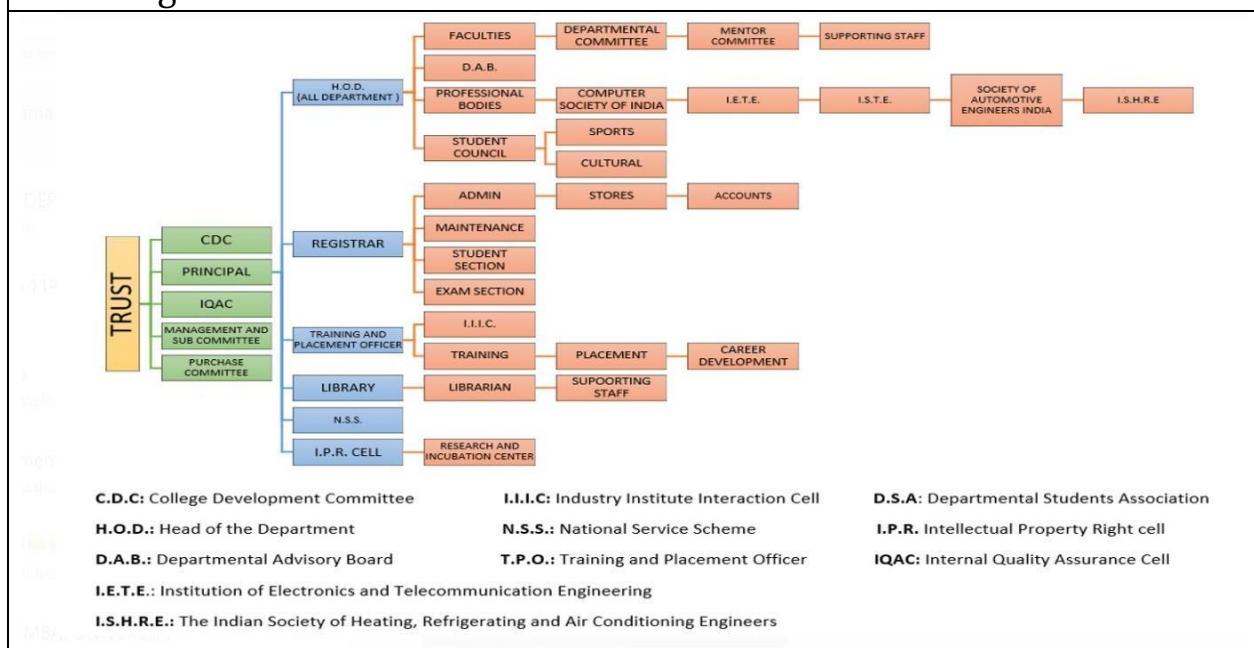 FACULTIES
DEPARTMENTAL
COMMITTEE
MENTOR
COMMITTEE
SUPPORTING STAFF
D.A.B.
H.O.D.
(ALL DEPARTMENT )
PROFESSIONAL
BODIES
COMPUTER
SOCIETY OF INDIA
I.E.T.E.
I.S.T.E.
SOCIETY OF
AUTOMOTIVE
ENGINEERS INDIA
I.S.H.R.E
STUDENT
COUNCIL
SPORTS
CULTURAL
TRUST
CDC
PRINCIPAL
IQAC
MANAGEMENT AND
SUB COMMITTEE
PURCHASE
COMMITTEE
REGISTRAR
ADMIN
STORES
ACCOUNTS
MAINTENANCE
STUDENT
SECTION
EXAM SECTION
TRAINING AND
PLACEMENT OFFICER
I.I.I.C.
TRAINING
PLACEMENT
CAREER
DEVELOPMENT
LIBRARY
LIBRARIAN
SUPOORTING
STAFF
N.S.S.
I.P.R. CELL
RESEARCH AND
INCUBATION CENTER
C.D.C: College Development Committee
I.I.I.C: Industry Institute Interaction Cell
D.S.A: Departmental Students Association
H.O.D.: Head of the Department
N.S.S.: National Service Scheme
I.P.R. Intellectual Property Right cell
D.A.B.: Departmental Advisory Board
T.P.O.: Training and Placement Officer
IQAC: Internal Quality Assurance Cell
I.E.T.E.: Institution of Electronics and Telecommunication Engineering
I.S.H.R.E.: The Indian Society of Heating, Refrigerating and Air Conditioning Engineers